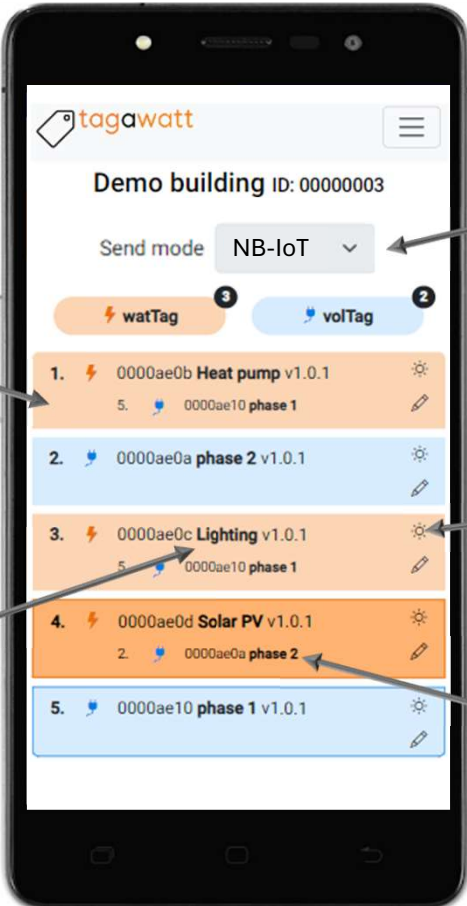 tagawatt
Demo building ID: 00000003
Send mode NB-IoT
watTag 3 volTag 2
1. 0000ae0b Heat pump v1.0.1
5. 0000ae10 phase 1
2. 0000ae0a phase 2 v1.0.1
3. 0000ae0c Lighting v1.0.1
5. 0000ae10 phase 1
4. 0000ae0d Solar PV v1.0.1
2. 0000ae0a phase 2
5. 0000ae10 phase 1 v1.0.1